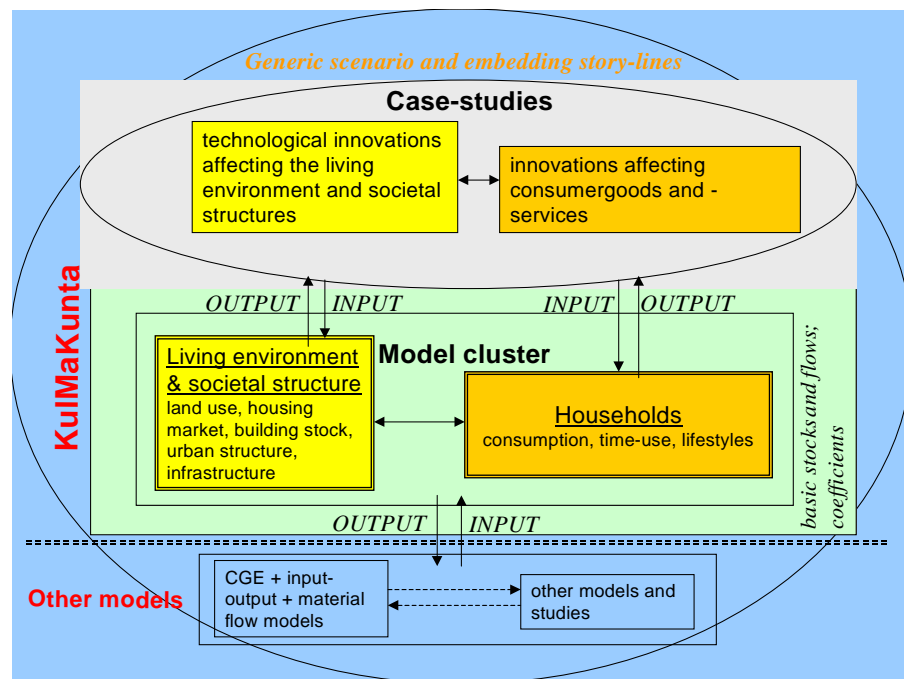 Generic scenario and embedding story-lines
Case-studies
technological innovations
affecting the living
environment and societal
structures
innovations affecting
consumergoods and -
services
KulMaKunta
OUTPUT
INPUT
INPUT
OUTPUT
Living environment
& societal structure
land use, housing
market, building stock,
urban structure,
infrastructure
Model cluster
Households
consumption, time-use, lifestyles
basic stocks and flows;
coefficients
OUTPUT
INPUT
Other models
CGE + input-
output + material
flow models
other models and
studies